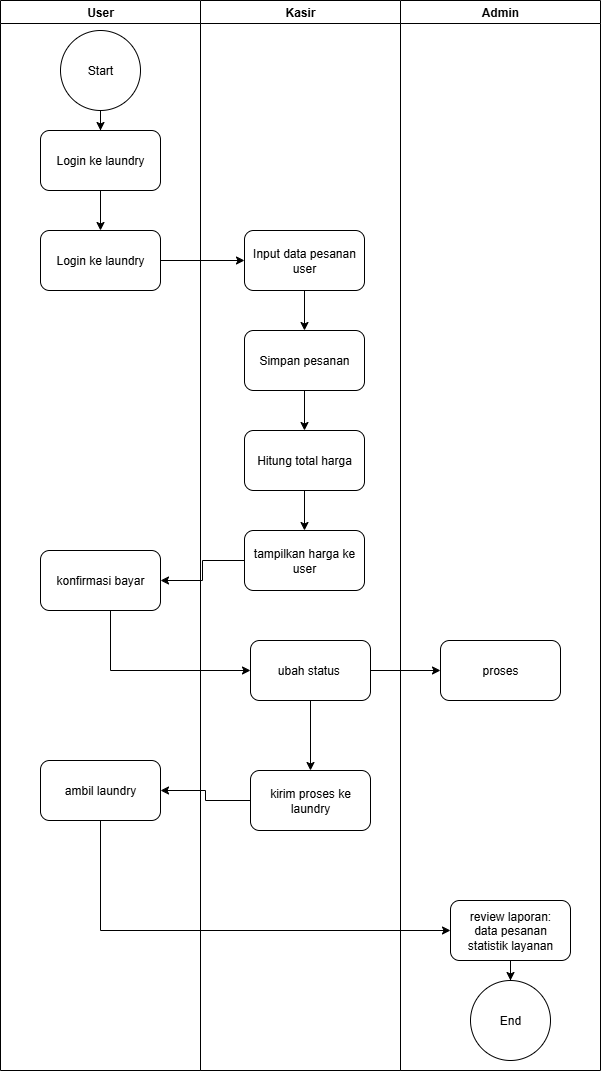 User
Kasir
Admin
Start
Login ke laundry
Login ke laundry
Input data pesanan
user
Simpan pesanan
Hitung total harga
tampilkan harga ke
user
konfirmasi bayar
ubah status
proses
ambil laundry
kirim proses ke
laundry
review laporan:
data pesanan
statistik layanan
End